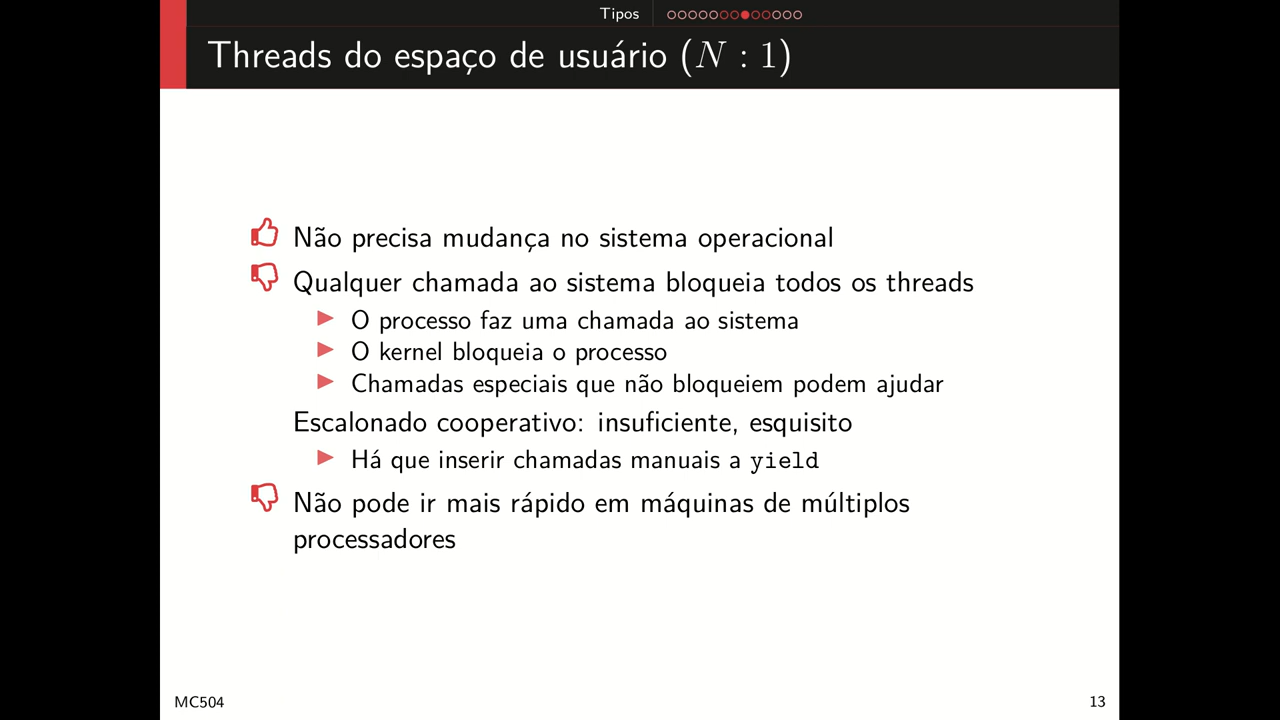 Tipos
Threads do espaço de usuário (N : 1)
Não precisa mudança no sistema operacional
Qualquer chamada ao sistema bloqueia todos os threads
O processo faz uma chamada ao sistema
O kernel bloqueia o processo
Chamadas especiais que não bloqueiem podem ajudar
Escalonado cooperativo: insuficiente, esquisito
Há que inserir chamadas manuais a yield
Não pode ir mais rápido em máquinas de múltiplos
processadores
MC504
13